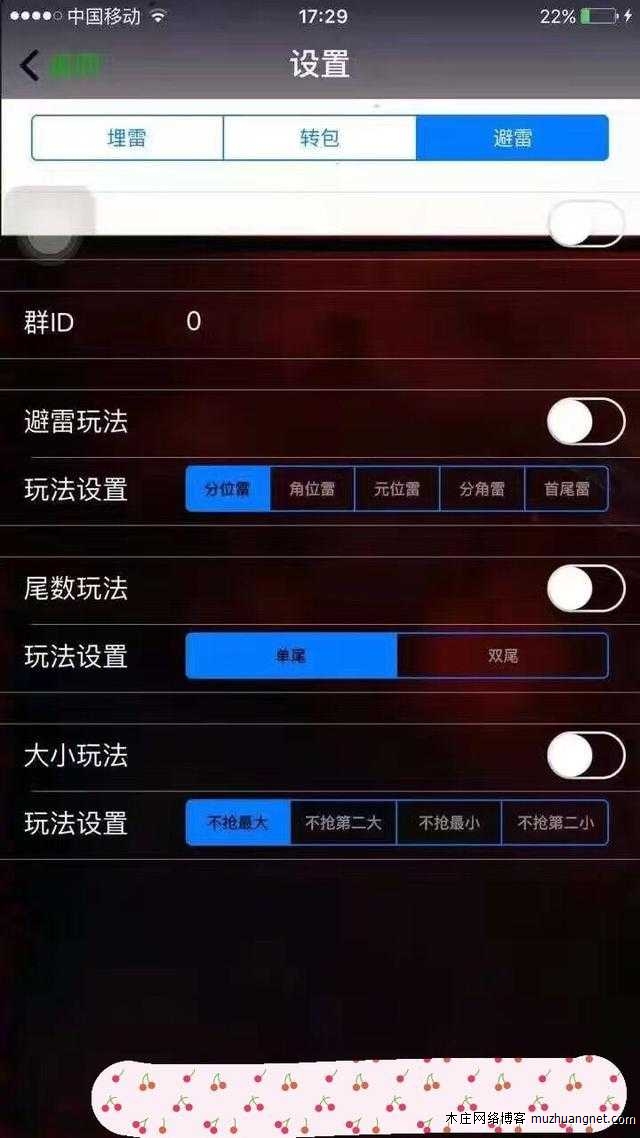 中国移动 17:29 22%
设置
埋雷 转包 避雷
群ID 0
避雷玩法
玩法设置 分位雷 角位雷 元位雷 分角雷 首尾雷
尾数玩法
玩法设置 单尾 双尾
大小玩法
玩法设置 不抢最大 不抢第二大 不抢最小 不抢第二小
木庄网络博客 muzhuangnet.com